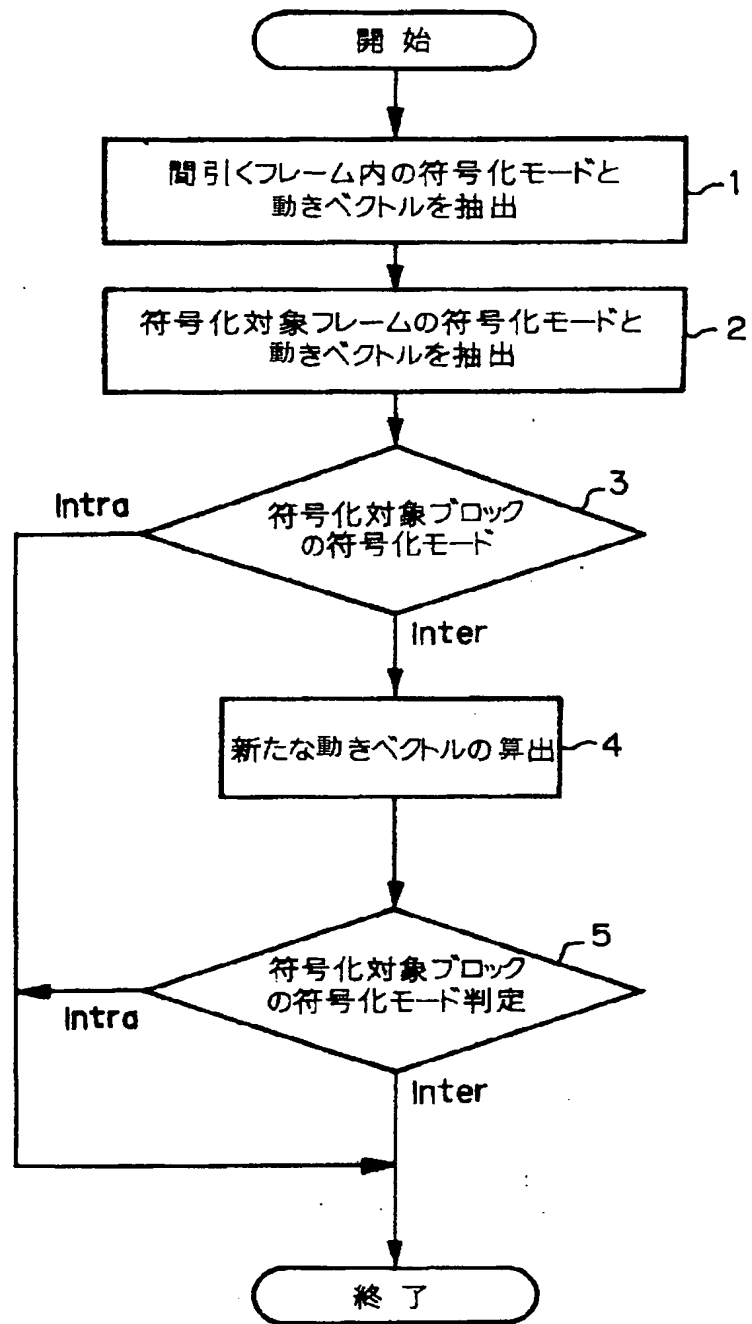 開始
間引くフレーム内の符号化モードと
動きベクトルを抽出
1
符号化対象フレームの符号化モードと
動きベクトルを抽出
2
符号化対象ブロック
の符号化モード
3
Intra
Inter
新たな動きベクトルの算出
4
符号化対象ブロック
の符号化モード判定
5
Intra
Inter
終了